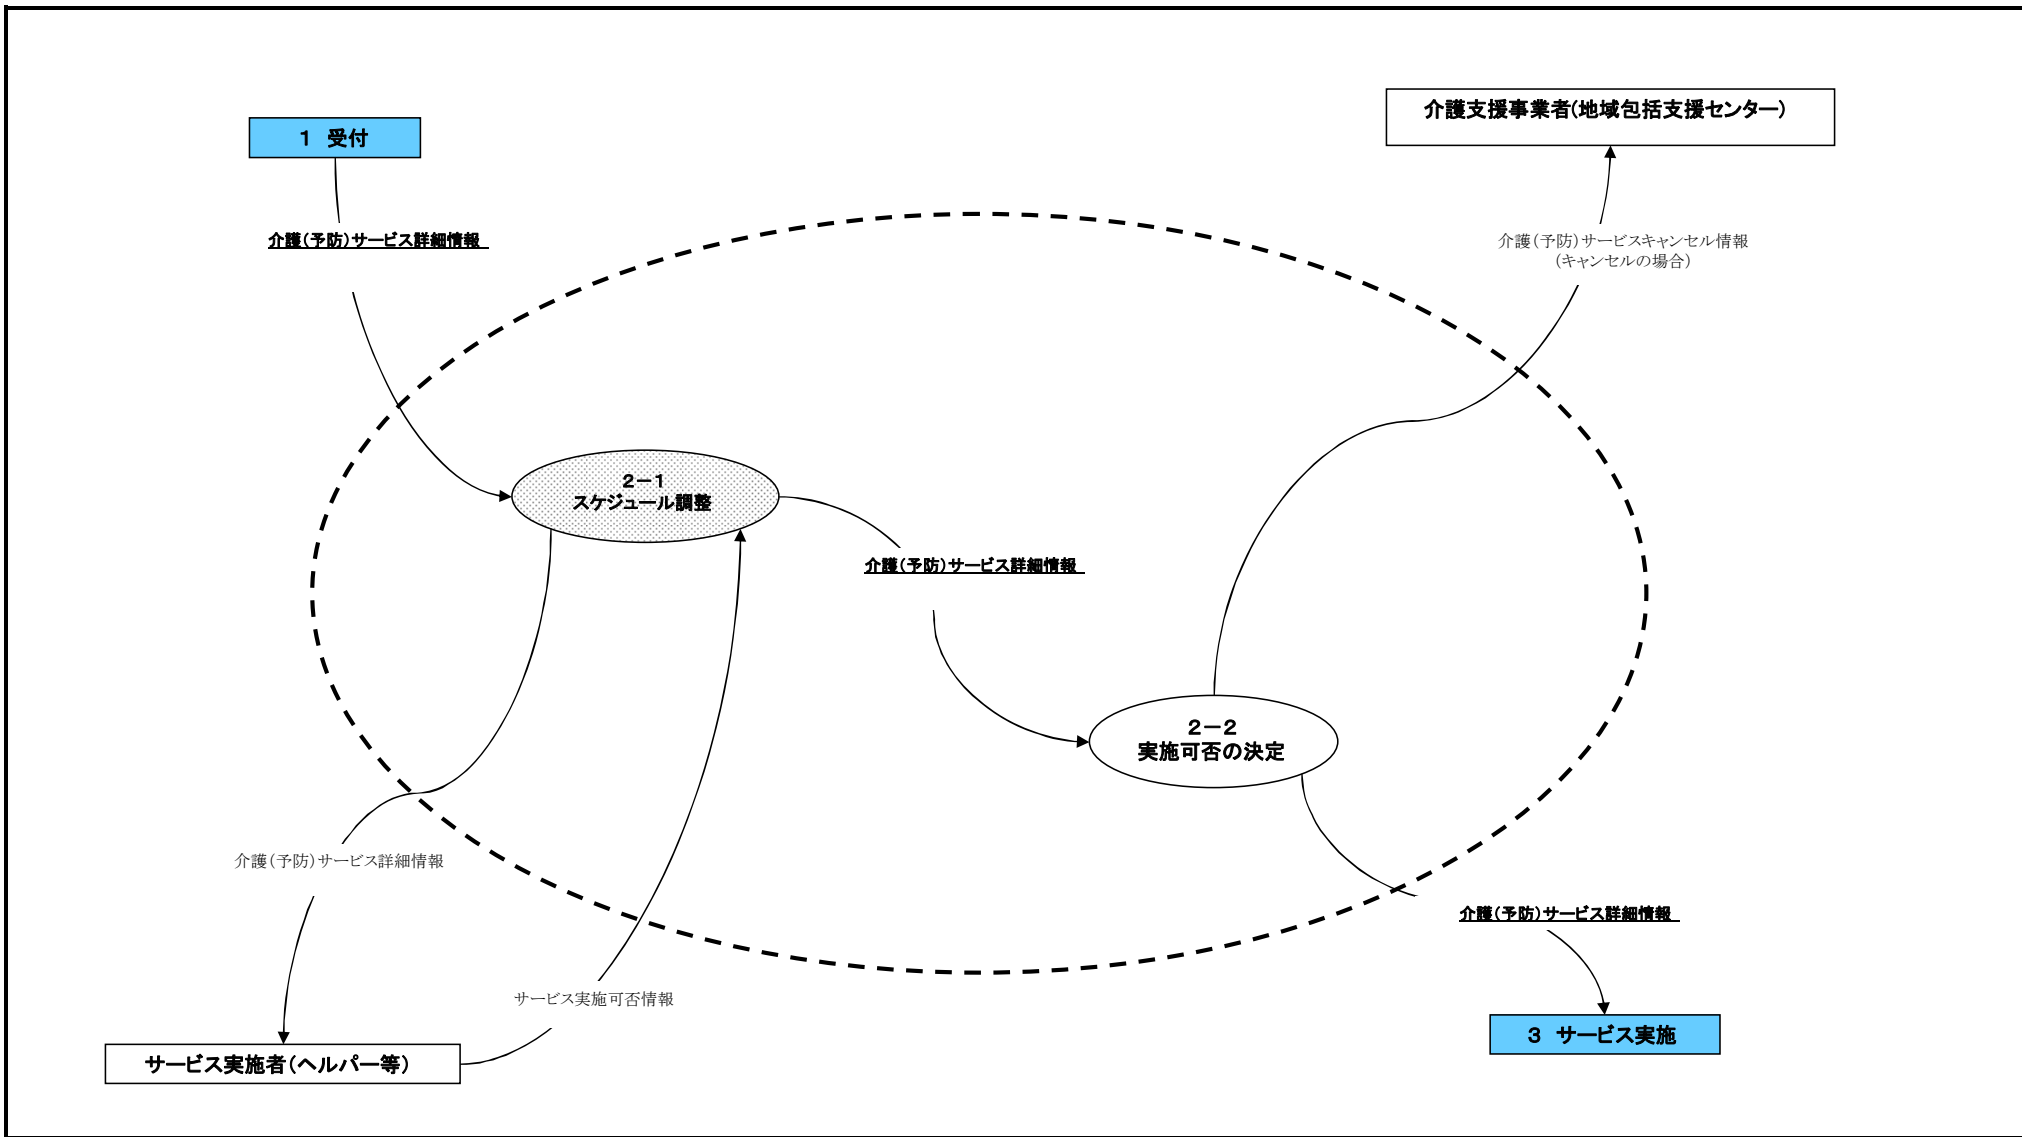 介護支援事業者(地域包括支援センター)
1 受付
介護(予防)サービス詳細情報
介護(予防)サービスキャンセル情報
(キャンセルの場合)
2-1
スケジュール調整
介護(予防)サービス詳細情報
2-2
実施可否の決定
介護(予防)サービス詳細情報
介護(予防)サービス詳細情報
サービス実施可否情報
3 サービス実施
サービス実施者(ヘルパー等)